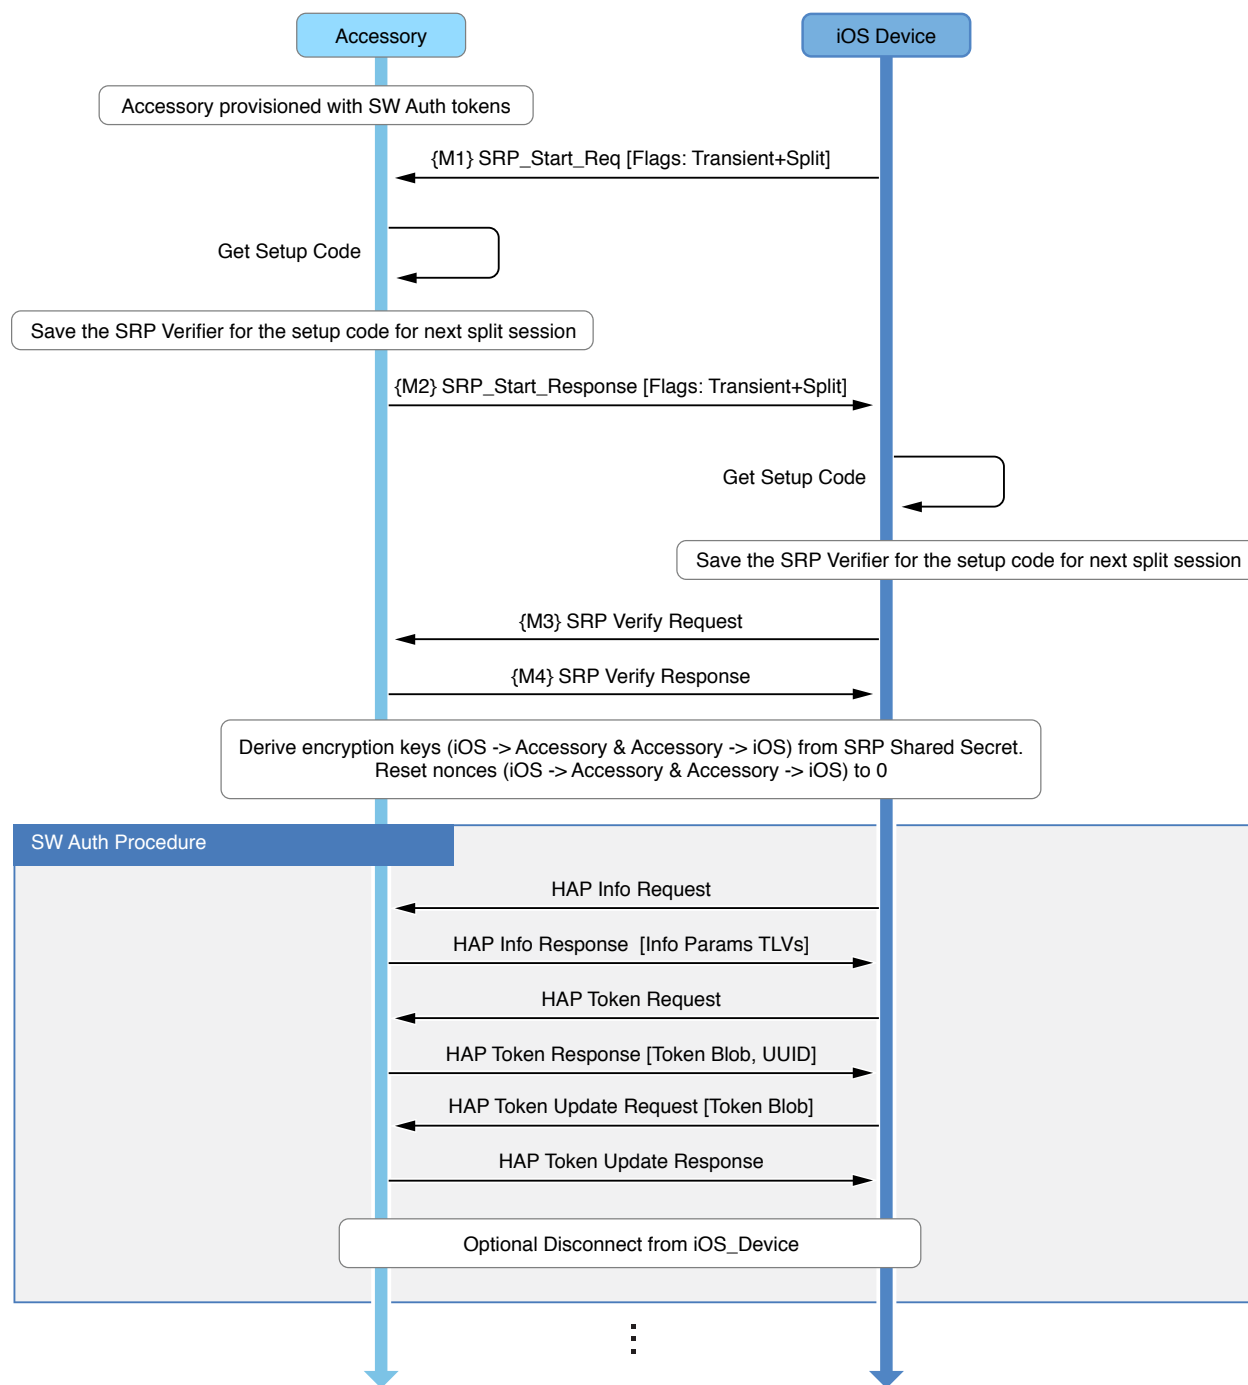 Accessory
iOS Device
Accessory provisioned with SW Auth tokens
{M1} SRP_Start_Req [Flags: Transient+Split]
Get Setup Code
Save the SRP Verifier for the setup code for next split session
{M2} SRP_Start_Response [Flags: Transient+Split]
Get Setup Code
Save the SRP Verifier for the setup code for next split session
{M3} SRP Verify Request
{M4} SRP Verify Response
Derive encryption keys (iOS -> Accessory & Accessory -> iOS) from SRP Shared Secret.
Reset nonces (iOS -> Accessory & Accessory -> iOS) to 0
SW Auth Procedure
HAP Info Request
HAP Info Response [Info Params TLVs]
HAP Token Request
HAP Token Response [Token Blob, UUID]
HAP Token Update Request [Token Blob]
HAP Token Update Response
Optional Disconnect from iOS_Device